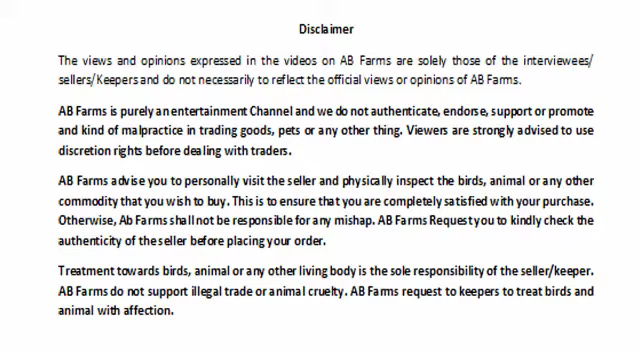 Disclaimer
The views and opinions expressed in the videos on AB Farms are solely those of the interviewees/
sellers/Keepers and do not necessarily to reflect the official views or opinions of AB Farms.
AB Farms is purely an entertainment Channel and we do not authenticate, endorse, support or promote
and kind of malpractice in trading goods, pets or any other thing. Viewers are strongly advised to use
discretion rights before dealing with traders.
AB Farms advise you to personally visit the seller and physically inspect the birds, animal or any other
commodity that you wish to buy. This is to ensure that you are completely satisfied with your purchase.
Otherwise, Ab Farms shall not be responsible for any mishap. AB Farms Request you to kindly check the
authenticity of the seller before placing your order.
Treatment towards birds, animal or any other living body is the sole responsibility of the seller/keeper.
AB Farms do not support illegal trade or animal cruelty. AB Farms request to keepers to treat birds and
animal with affection.